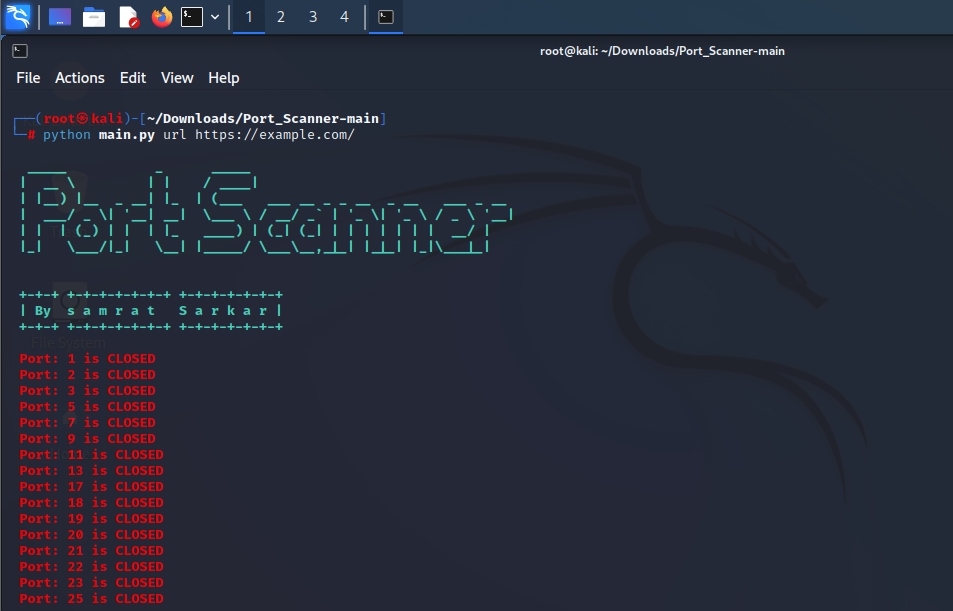 1 2 3 4
root@kali: ~/Downloads/Port_Scanner-main
File Actions Edit View Help
(root㉿kali)-[~/Downloads/Port_Scanner-main]
# python main.py url https://example.com/
Port Scanner
+-+-+ +-+-+-+-+-+-+ +-+-+-+-+-+-+
| By s a m r a t S a r k a r |
+-+-+ +-+-+-+-+-+-+ +-+-+-+-+-+-+
File System
Port: 1 is CLOSED
Port: 2 is CLOSED
Port: 3 is CLOSED
Port: 5 is CLOSED
Port: 7 is CLOSED
Port: 9 is CLOSED
Port: 11 is CLOSED
Port: 13 is CLOSED
Port: 17 is CLOSED
Port: 18 is CLOSED
Port: 19 is CLOSED
Port: 20 is CLOSED
Port: 21 is CLOSED
Port: 22 is CLOSED
Port: 23 is CLOSED
Port: 25 is CLOSED